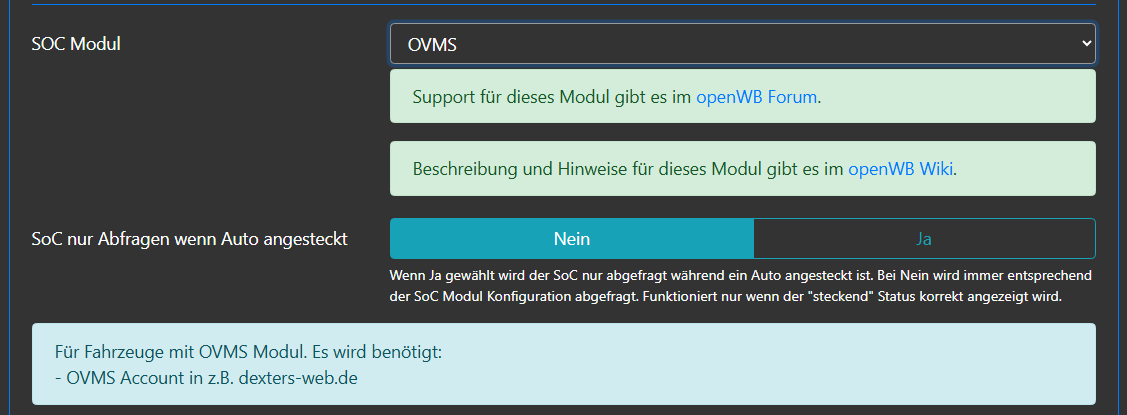 SOC Modul
OVMS
Support für dieses Modul gibt es im openWB Forum.
Beschreibung und Hinweise für dieses Modul gibt es im openWB Wiki.
SoC nur Abfragen wenn Auto angesteckt
Nein
Ja
Wenn Ja gewählt wird der SoC nur abgefragt während ein Auto angesteckt ist. Bei Nein wird immer entsprechend
der SoC Modul Konfiguration abgefragt. Funktioniert nur wenn der "steckend" Status korrekt angezeigt wird.
Für Fahrzeuge mit OVMS Modul. Es wird benötigt:
- OVMS Account in z.B. dexters-web.de